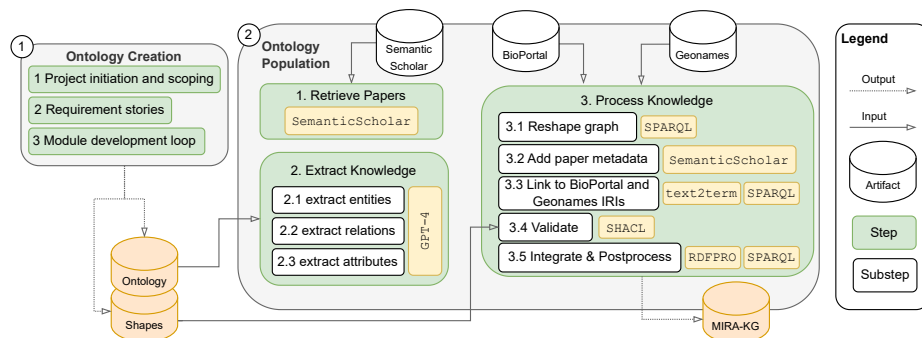 1
Ontology Creation
1 Project initiation and scoping
2 Requirement stories
3 Module development loop
Ontology
Shapes
2
Ontology
Population
Semantic
Scholar
BioPortal
Geonames
1. Retrieve Papers
SemanticScholar
2. Extract Knowledge
2.1 extract entities
2.2 extract relations
2.3 extract attributes
GPT-4
3. Process Knowledge
3.1 Reshape graph
SPARQL
3.2 Add paper metadata
SemanticScholar
3.3 Link to BioPortal and
Geonames IRIs
text2term
SPARQL
3.4 Validate
SHACL
3.5 Integrate & Postprocess
RDFPRO
SPARQL
MIRA-KG
Legend
Output
Input
Artifact
Step
Substep